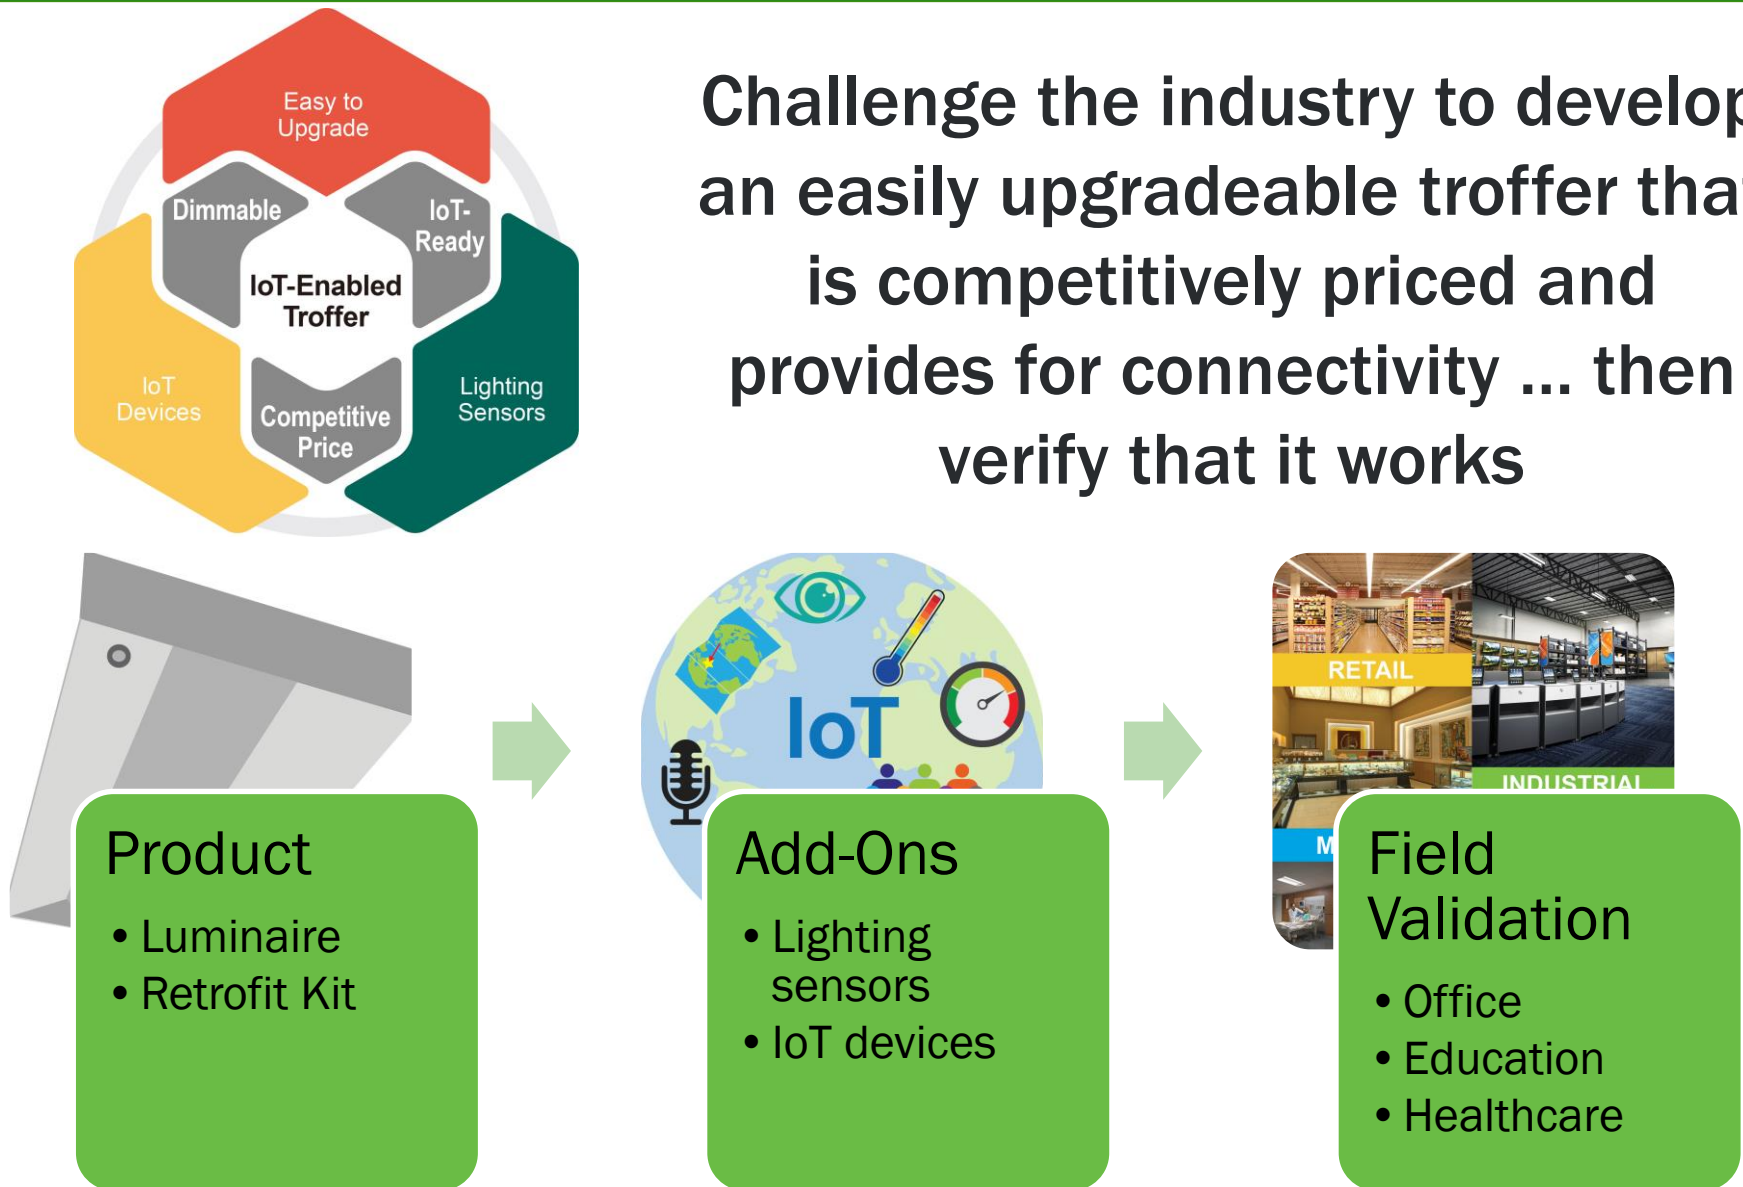 Easy to
Upgrade
Dimmable
IoT-
Ready
IoT-Enabled
Troffer
IoT
Devices
Competitive
Price
Lighting
Sensors
Challenge the industry to develop
an easily upgradeable troffer that
is competitively priced and
provides for connectivity ... then
verify that it works
Product
• Luminaire
• Retrofit Kit
IoT
Add-Ons
• Lighting
sensors
• IoT devices
RETAIL
INDUSTRIAL
M
Field
Validation
• Office
• Education
• Healthcare